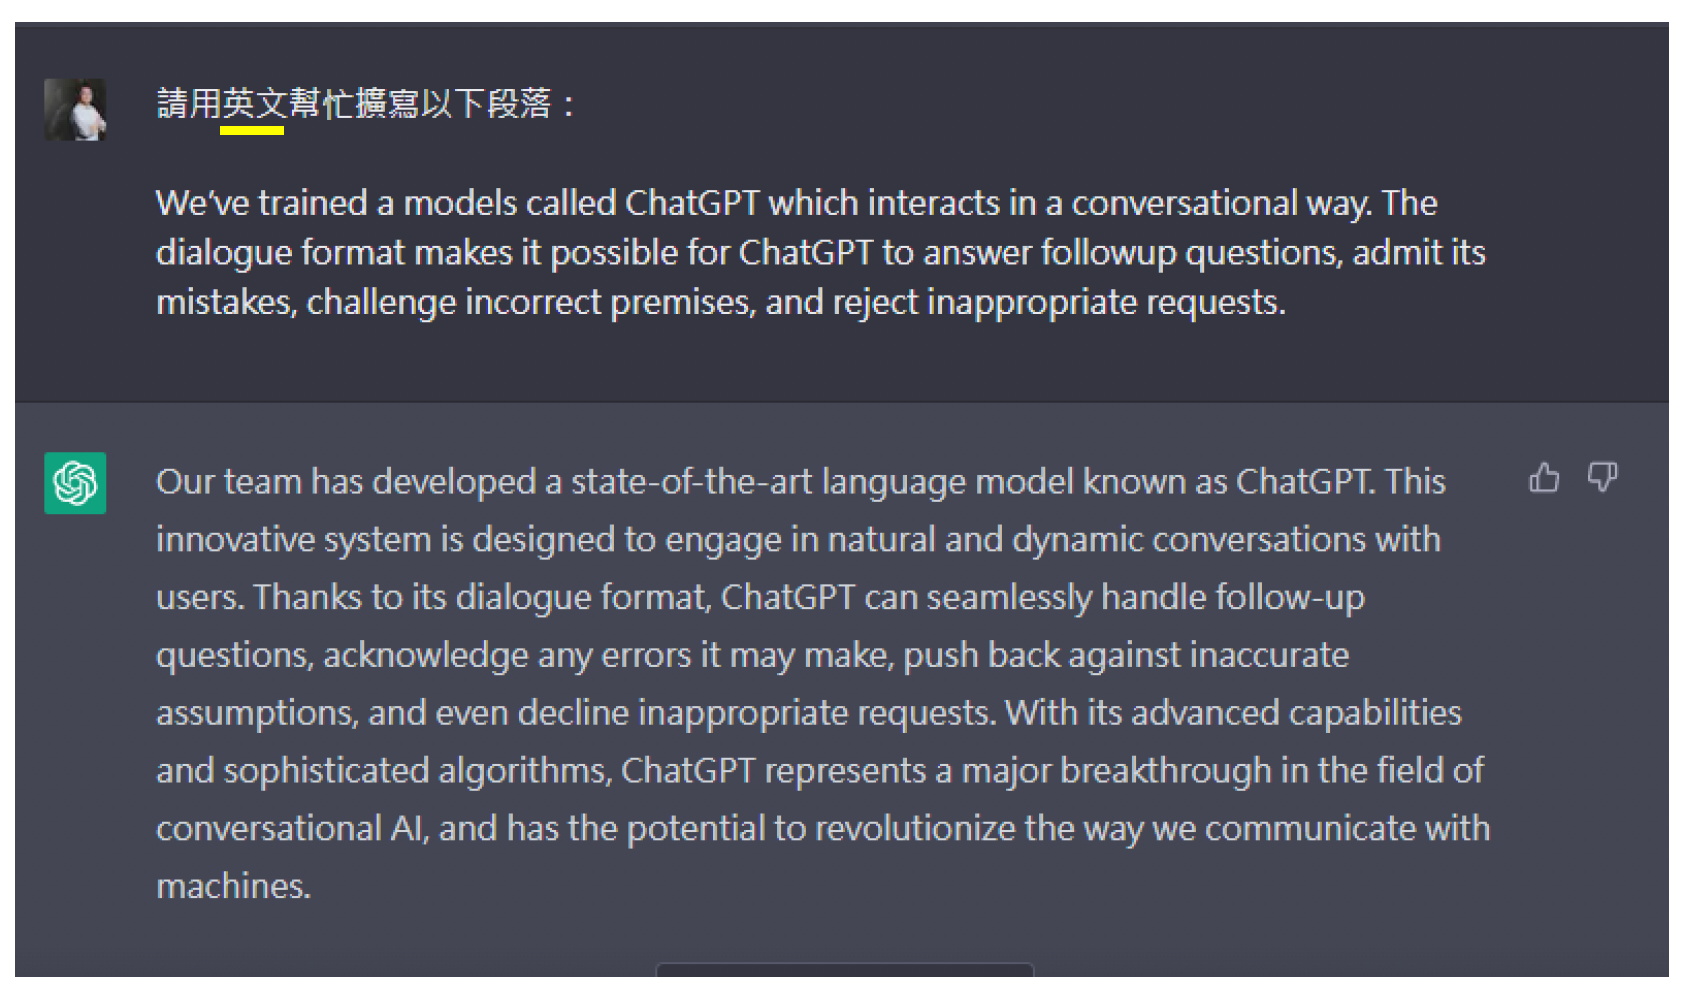 請用英文幫忙擴寫以下段落：
We’ve trained a models called ChatGPT which interacts in a conversational way. The
dialogue format makes it possible for ChatGPT to answer followup questions, admit its
mistakes, challenge incorrect premises, and reject inappropriate requests.
Our team has developed a state-of-the-art language model known as ChatGPT. This
innovative system is designed to engage in natural and dynamic conversations with
users. Thanks to its dialogue format, ChatGPT can seamlessly handle follow-up
questions, acknowledge any errors it may make, push back against inaccurate
assumptions, and even decline inappropriate requests. With its advanced capabilities
and sophisticated algorithms, ChatGPT represents a major breakthrough in the field of
conversational AI, and has the potential to revolutionize the way we communicate with
machines.